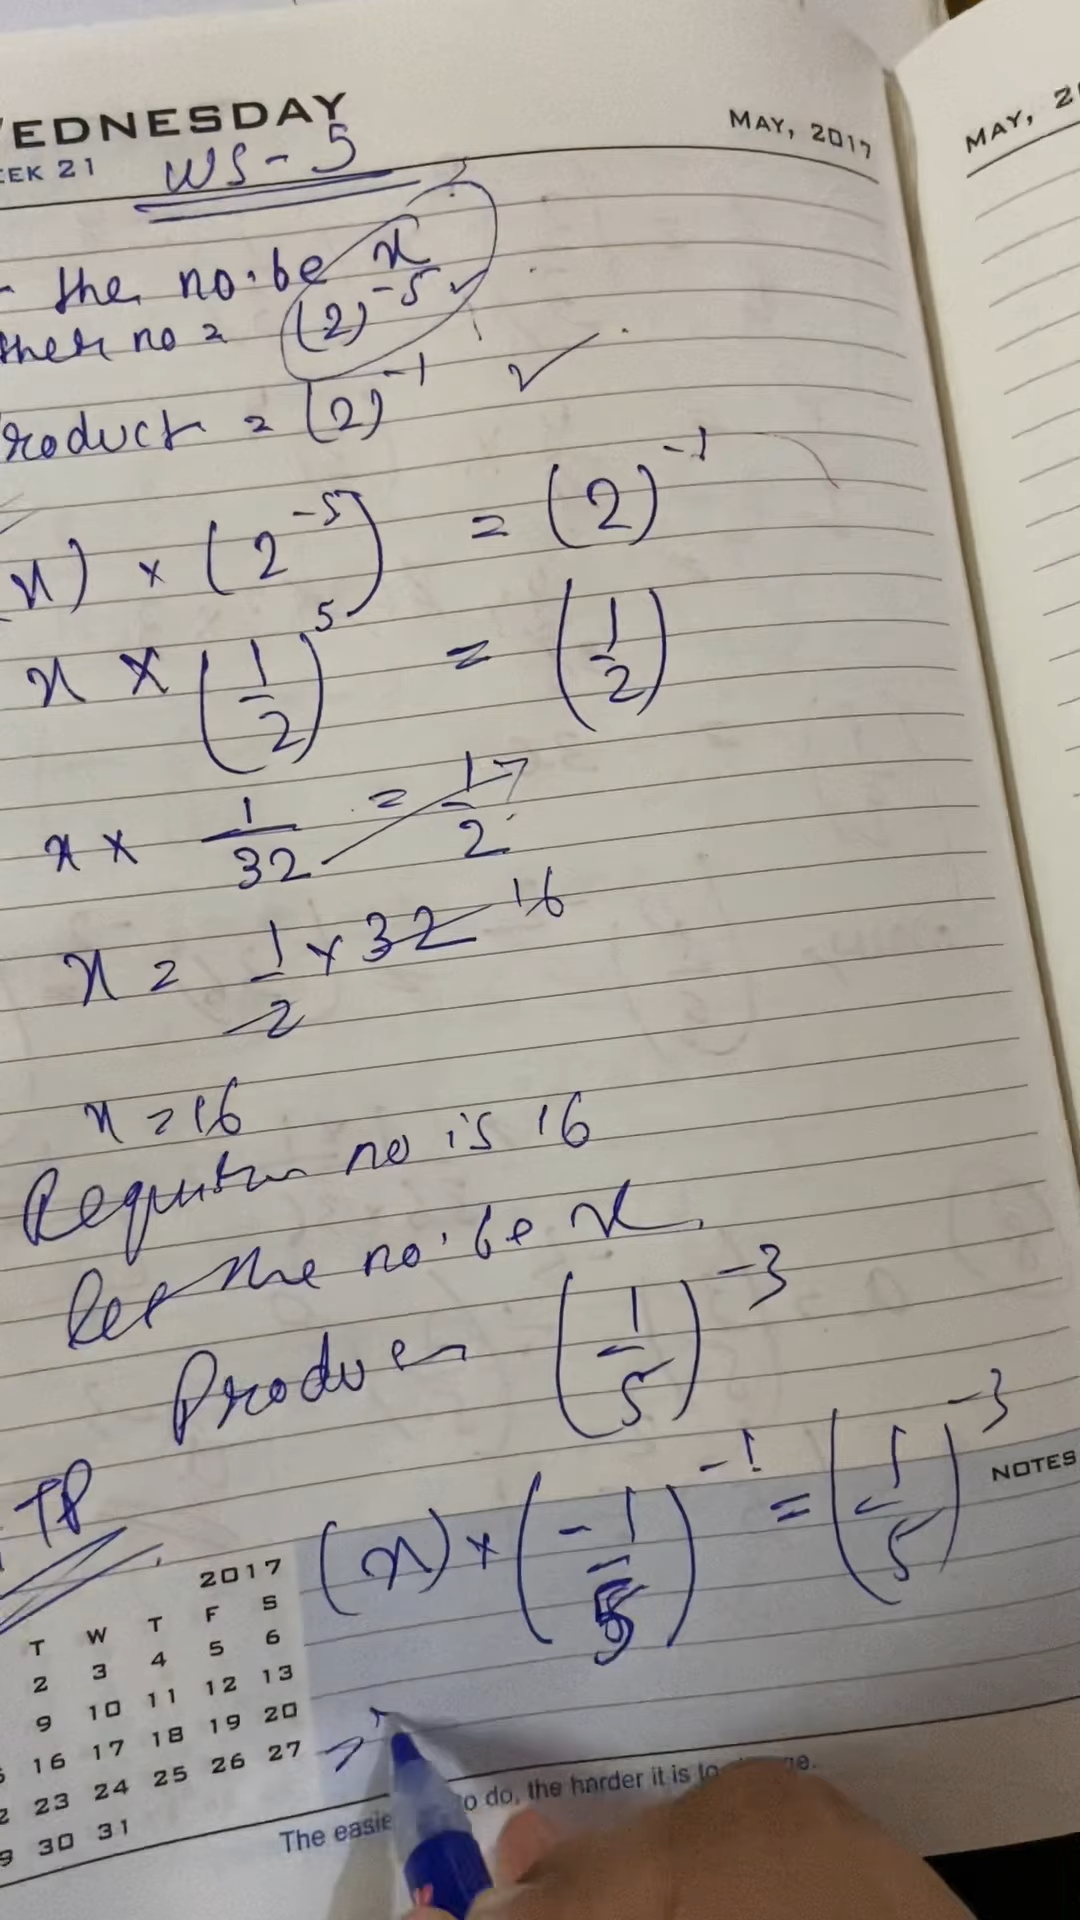 WEDNESDAY
MAY, 2017
EEK 21
WS-5
MAY, 2
the no. be x
ther no = (2)^-5
roduct = (2)^-1
x) × (2^-5) = (2)^-1
x × (1/2)^5 = (1/2)
x × 1/32 = 1/2
x = 1/2 × 32 16
x = 16
no is 16
let the no. be x
Product (1/5)^-3
TP
(x) × (-1/5)^-1 = (1/5)^-3
NOTES
2017
T W T F S
2 3 4 5 6
9 10 11 12 13
16 17 18 19 20
23 24 25 26 27
30 31
The easie o do, the harder it is to